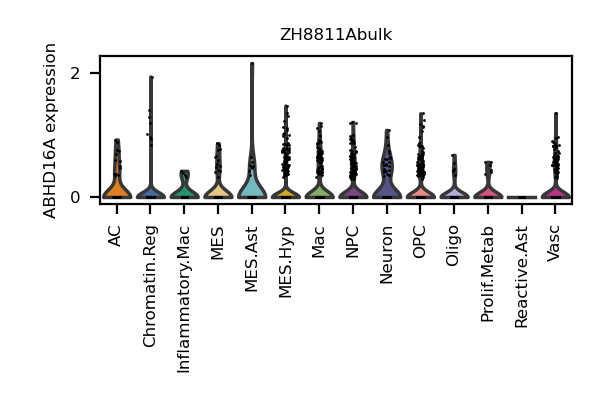 ZH8811Abulk
ABHD16A expression
2
0
AC
Chromatin.Reg
Inflammatory.Mac
MES
MES.Ast
MES.Hyp
Mac
NPC
Neuron
OPC
Oligo
Prolif.Metab
Reactive.Ast
Vasc